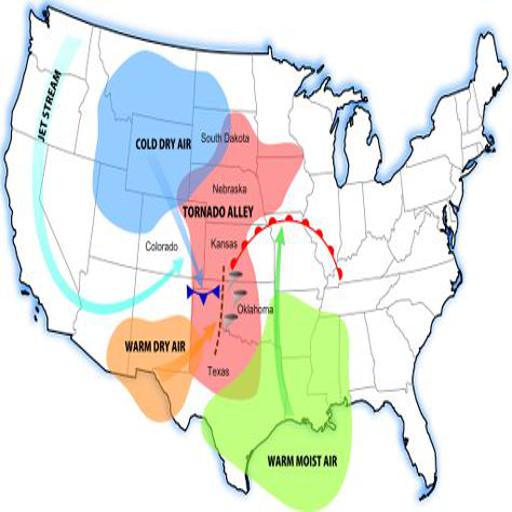 JET STREAM
COLD DRY AIR
South Dakota
Nebraska
TORNADO ALLEY
Colorado
Kansas
Oklahoma
WARM DRY AIR
Texas
WARM MOIST AIR